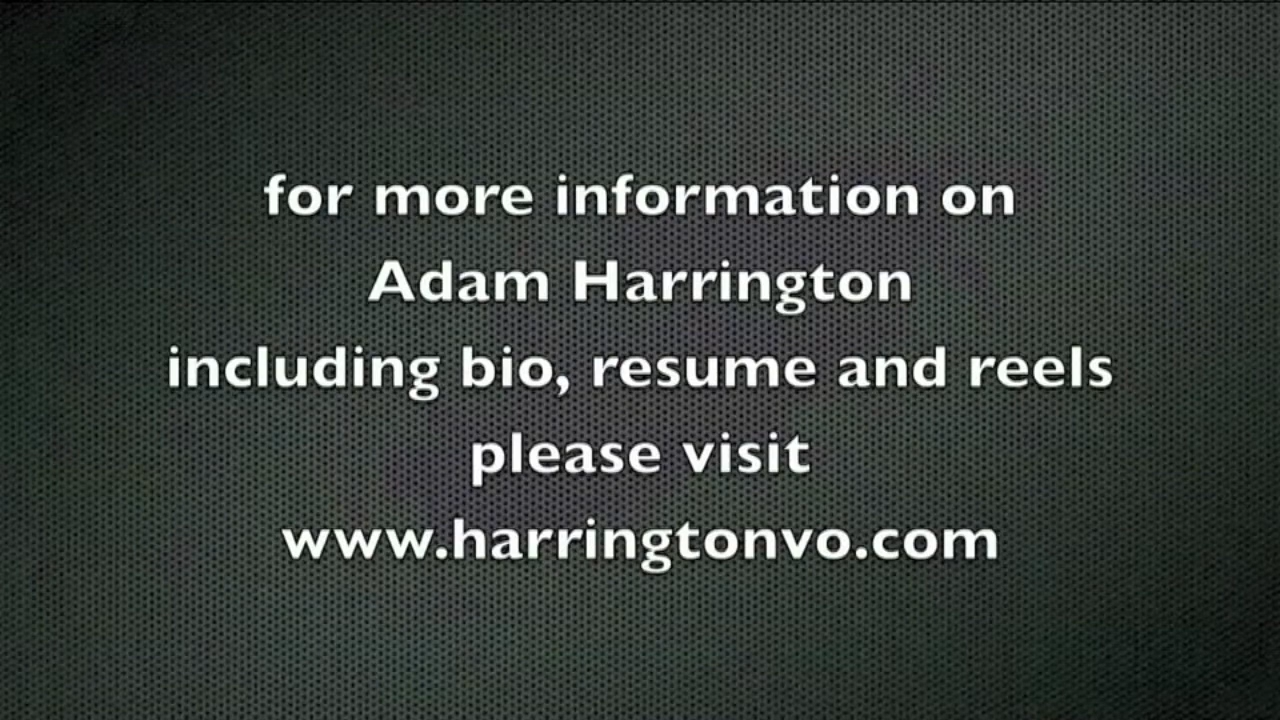 for more information on
Adam Harrington
including bio, resume and reels
please visit
www.harringtonvo.com